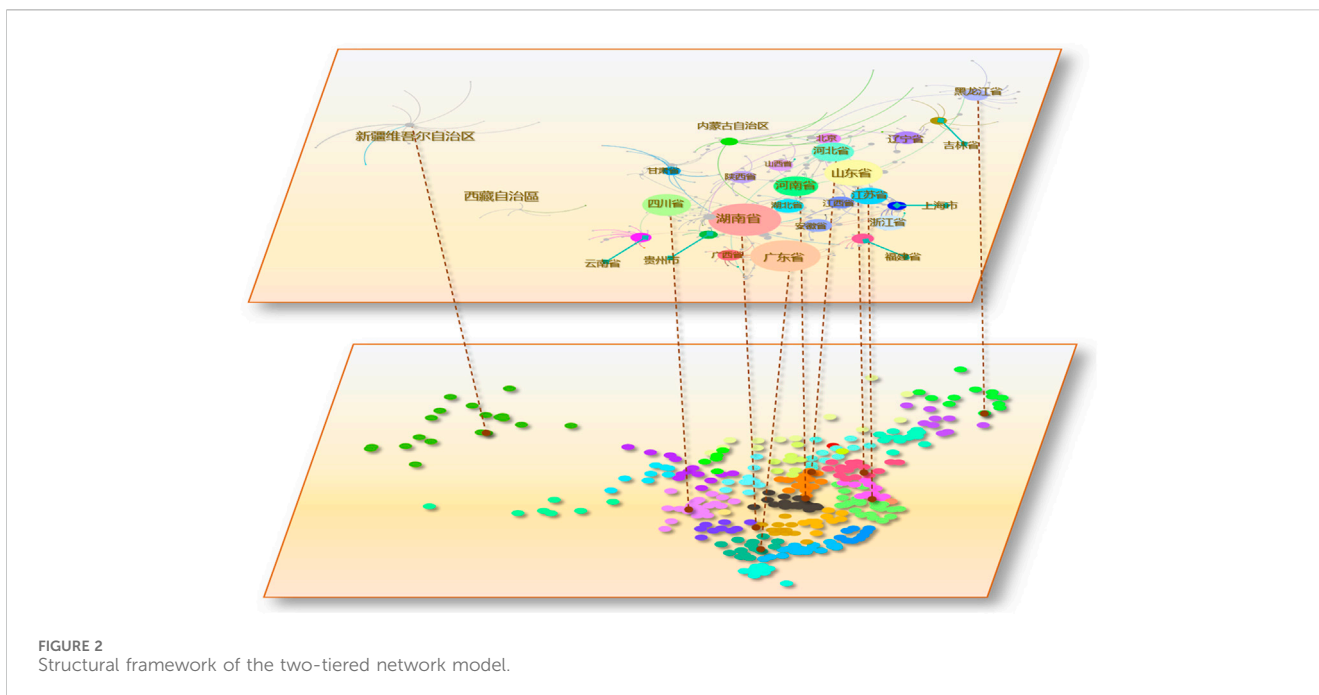 黑龙江省
内蒙古自治区
新疆维吾尔自治区
北京
辽宁省
河北省
吉林省
山西省
甘肃省
陕西省
山东省
河南省
西藏自治區
四川省
湖北省
江西省
江苏省
上海市
湖南省
安徽省
浙江省
云南省
贵州市
广西省
广东省
福建省
FIGURE 2
Structural framework of the two-tiered network model.